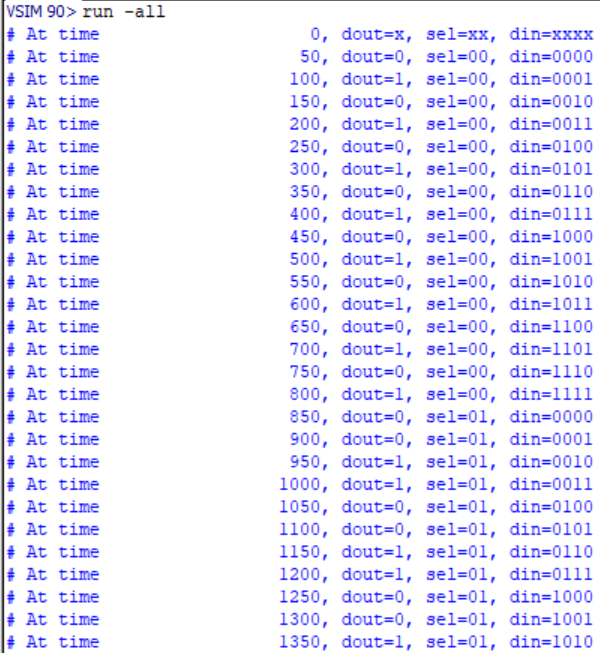 VSIM 90> run -all
# At time 0, dout=x, sel=xx, din=xxxx
# At time 50, dout=0, sel=00, din=0000
# At time 100, dout=1, sel=00, din=0001
# At time 150, dout=0, sel=00, din=0010
# At time 200, dout=1, sel=00, din=0011
# At time 250, dout=0, sel=00, din=0100
# At time 300, dout=1, sel=00, din=0101
# At time 350, dout=0, sel=00, din=0110
# At time 400, dout=1, sel=00, din=0111
# At time 450, dout=0, sel=00, din=1000
# At time 500, dout=1, sel=00, din=1001
# At time 550, dout=0, sel=00, din=1010
# At time 600, dout=1, sel=00, din=1011
# At time 650, dout=0, sel=00, din=1100
# At time 700, dout=1, sel=00, din=1101
# At time 750, dout=0, sel=00, din=1110
# At time 800, dout=1, sel=00, din=1111
# At time 850, dout=0, sel=01, din=0000
# At time 900, dout=0, sel=01, din=0001
# At time 950, dout=1, sel=01, din=0010
# At time 1000, dout=1, sel=01, din=0011
# At time 1050, dout=0, sel=01, din=0100
# At time 1100, dout=0, sel=01, din=0101
# At time 1150, dout=1, sel=01, din=0110
# At time 1200, dout=1, sel=01, din=0111
# At time 1250, dout=0, sel=01, din=1000
# At time 1300, dout=0, sel=01, din=1001
# At time 1350, dout=1, sel=01, din=1010